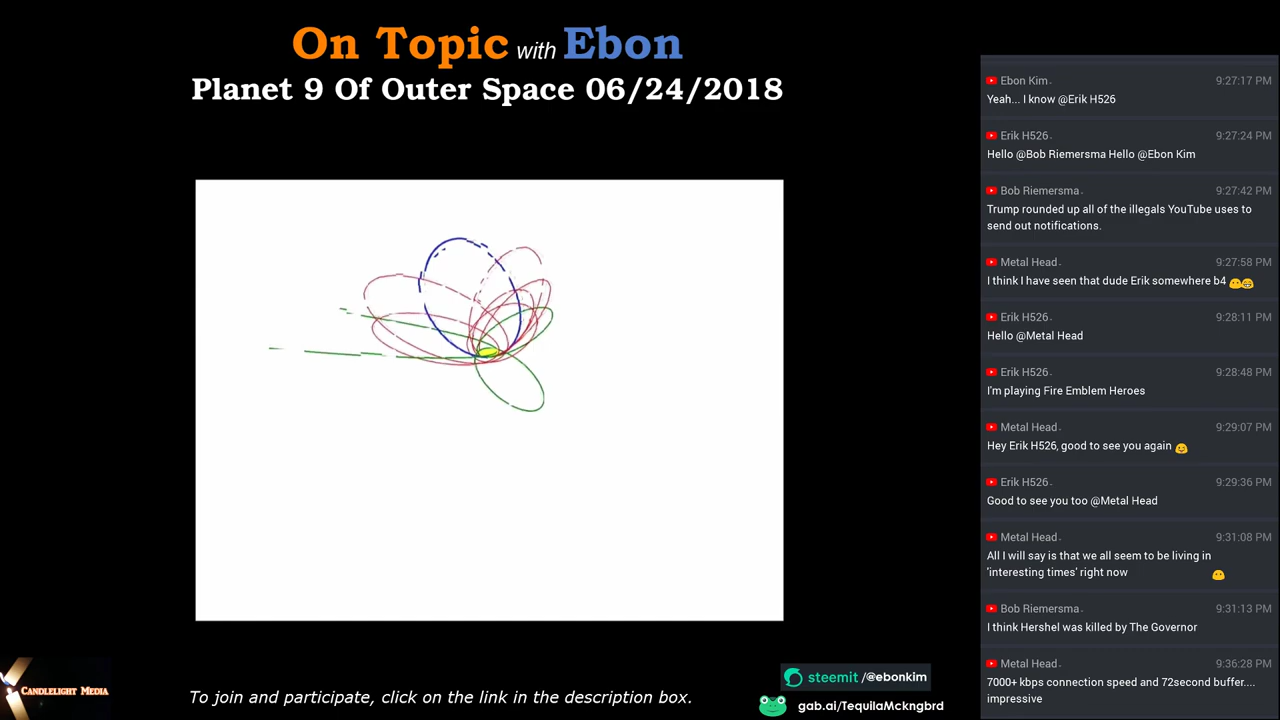 On Topic with Ebon
Planet 9 Of Outer Space 06/24/2018
Ebon Kim. 9:27:17 PM
Yeah... I know @Erik H526
Erik H526. 9:27:24 PM
Hello @Bob Riemersma Hello @Ebon Kim
Bob Riemersma. 9:27:42 PM
Trump rounded up all of the illegals YouTube uses to
send out notifications.
Metal Head. 9:27:58 PM
I think I have seen that dude Erik somewhere b4
Erik H526. 9:28:11 PM
Hello @Metal Head
Erik H526. 9:28:48 PM
I'm playing Fire Emblem Heroes
Metal Head. 9:29:07 PM
Hey Erik H526, good to see you again
Erik H526. 9:29:36 PM
Good to see you too @Metal Head
Metal Head. 9:31:08 PM
All I will say is that we all seem to be living in
'interesting times' right now
Bob Riemersma. 9:31:13 PM
I think Hershel was killed by The Governor
Metal Head. 9:36:28 PM
7000+ kbps connection speed and 72second buffer....
impressive
Candlelight Media
To join and participate, click on the link in the description box.
steemit /@ebonkim
gab.ai/TequilaMckngbrd